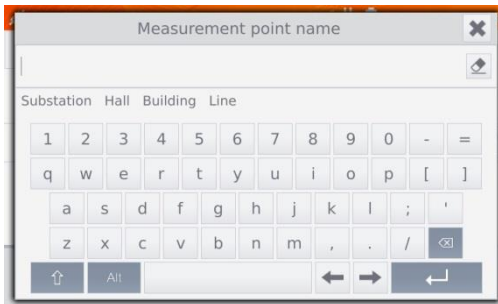 Measurement point name
Substation Hall Building Line
1 2 3 4 5 6 7 8 9 0 - =
q w e r t y u i o p [ ]
a s d f g h j k l ; '
z x c v b n m , . /
Alt